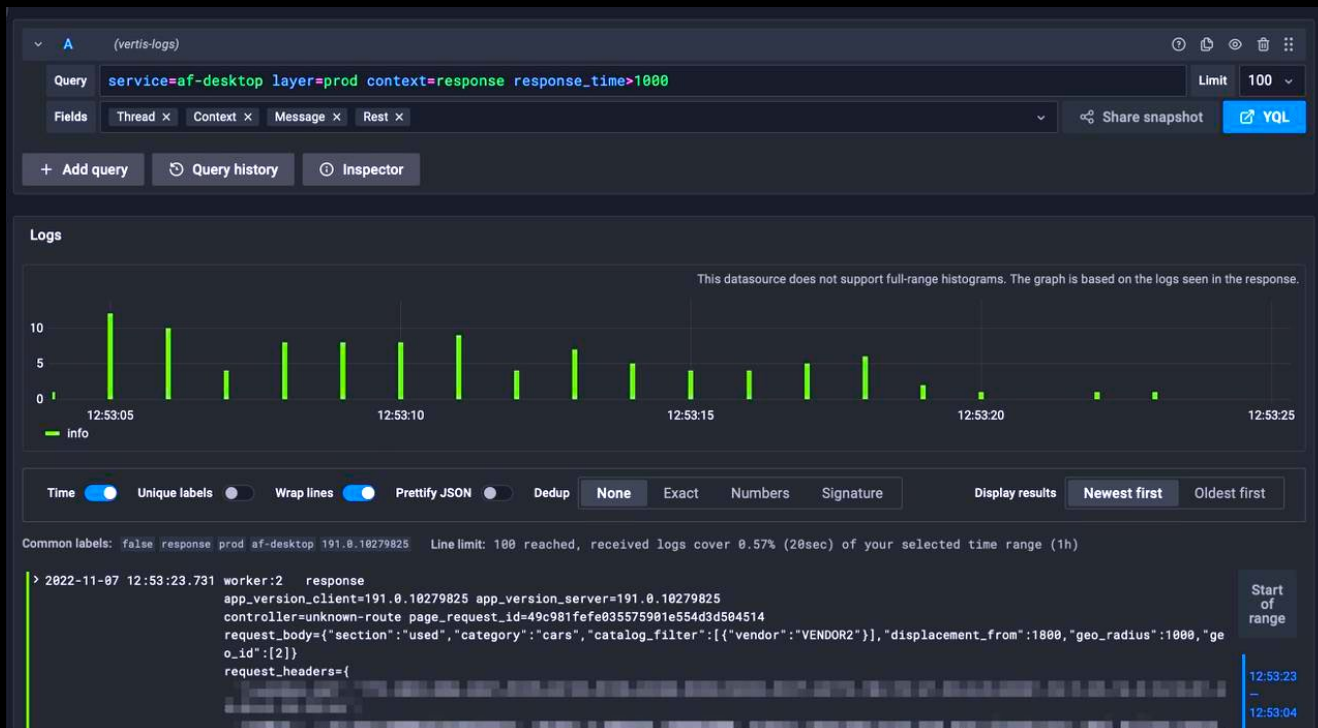 A (vertis-logs)
Query service=af-desktop layer=prod context=response response_time>1000 Limit 100
Fields Thread × Context × Message × Rest × Share snapshot YQL
+ Add query Query history Inspector
Logs
This datasource does not support full-range histograms. The graph is based on the logs seen in the response.
10
5
0
12:53:05 12:53:10 12:53:15 12:53:20 12:53:25
info
Time Unique labels Wrap lines Prettify JSON Dedup None Exact Numbers Signature Display results Newest first Oldest first
Common labels: false response prod af-desktop 191.0.10279825 Line limit: 100 reached, received logs cover 0.57% (20sec) of your selected time range (1h)
2022-11-07 12:53:23.731 worker:2 response
app_version_client=191.0.10279825 app_version_server=191.0.10279825
controller=unknown-route page_request_id=49c981fefe035575901e554d3d504514
request_body={"section":"used","category":"cars","catalog_filter":[{"vendor":"VENDOR2"}],"displacement_from":1800,"geo_radius":1000,"ge
o_id":[2]}
request_headers={
Start
of
range
12:53:23
—
12:53:04